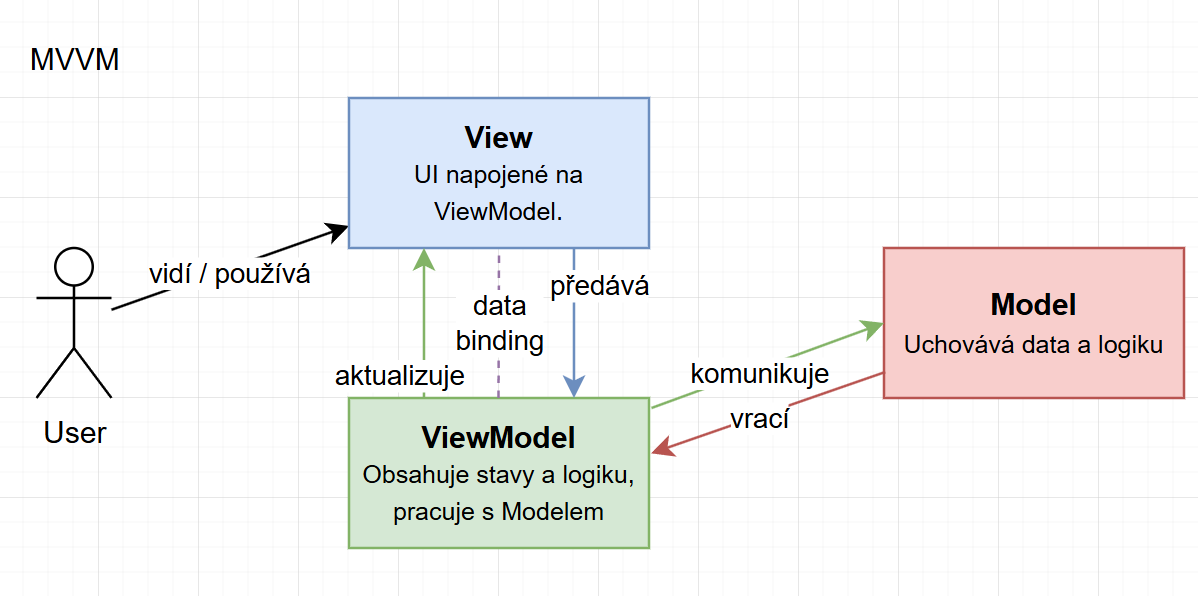 MVVM
View
UI napojené na
ViewModel.
vidí / používá
předává
data
binding
aktualizuje
Model
Uchovává data a logiku
komunikuje
vrací
User
ViewModel
Obsahuje stavy a logiku,
pracuje s Modelem